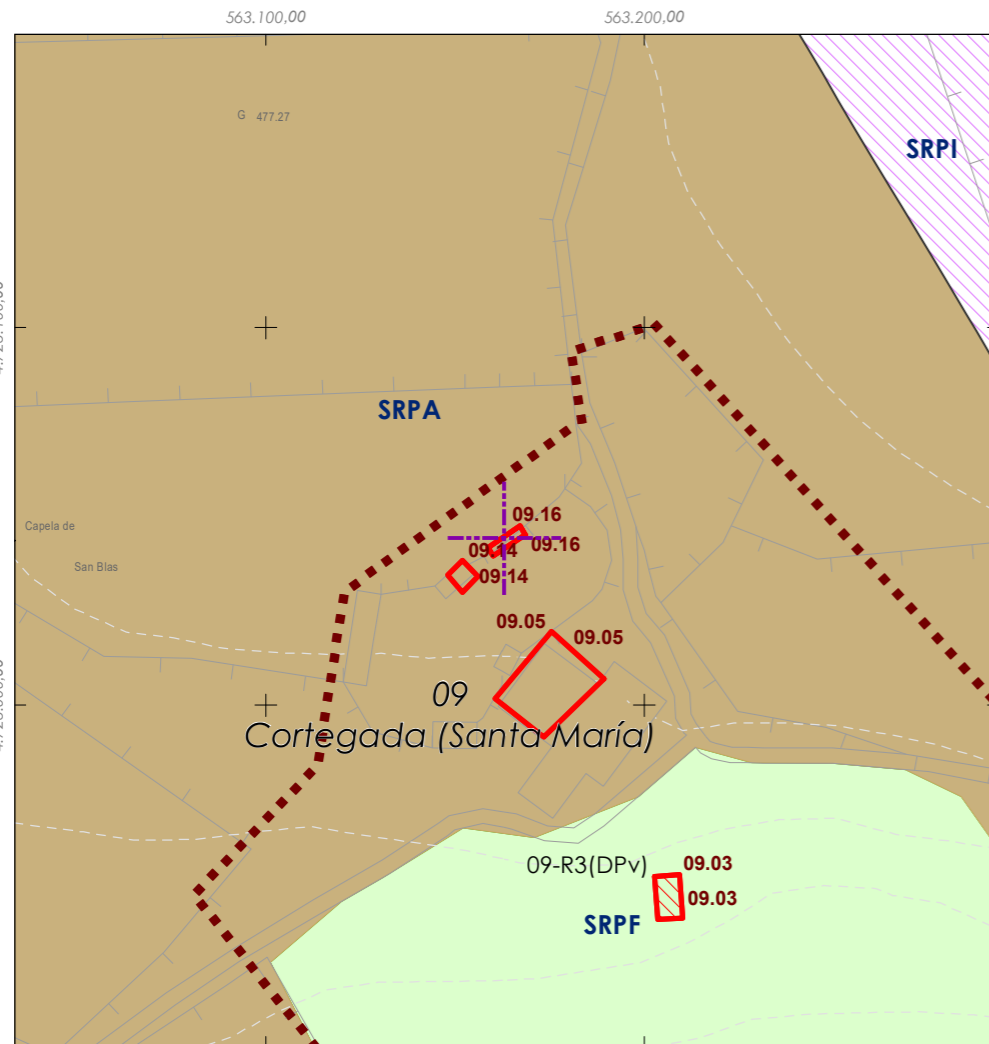 563.100,00
563.200,00
G 477.27
SRPI
SRPA
Capela de
San Blas
09.16
09.16
09.14
09.14
09.05
09.05
09
Cortegada (Santa María)
09-R3(DPv)
09.03
09.03
SRPF